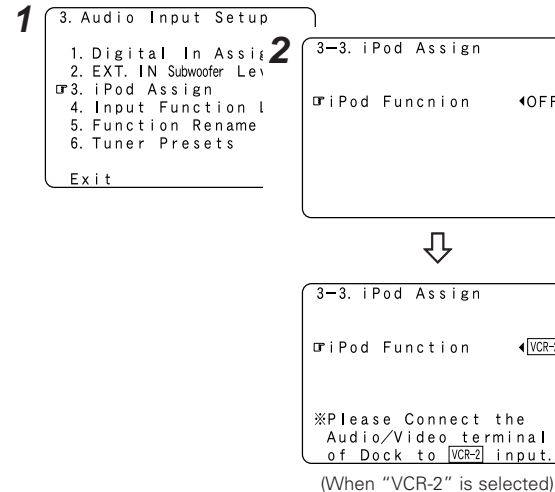 1
3. Audio Input Setup
1. Digital In Assig
2. EXT. IN Subwoofer Lev
☞3. iPod Assign
4. Input Function L
5. Function Rename
6. Tuner Presets
Exit
2
3-3. iPod Assign
☞iPod Funcnion ◀OFF
3-3. iPod Assign
☞iPod Function ◀VCR-2
※Please Connect the
Audio/Video terminal
of Dock to VCR-2 input.
(When "VCR-2" is selected)